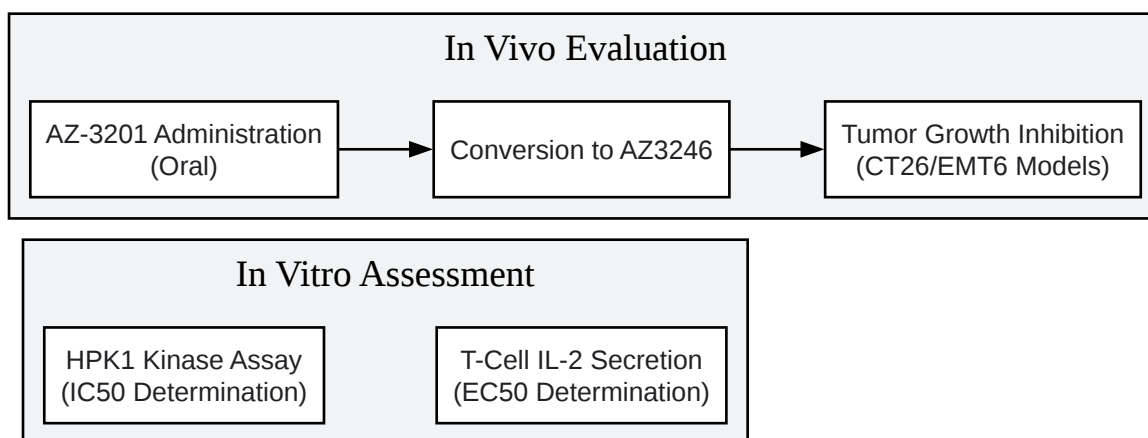 In Vivo Evaluation
AZ-3201 Administration
(Oral)
Conversion to AZ3246
Tumor Growth Inhibition
(CT26/EMT6 Models)
In Vitro Assessment
HPK1 Kinase Assay
(IC50 Determination)
T-Cell IL-2 Secretion
(EC50 Determination)